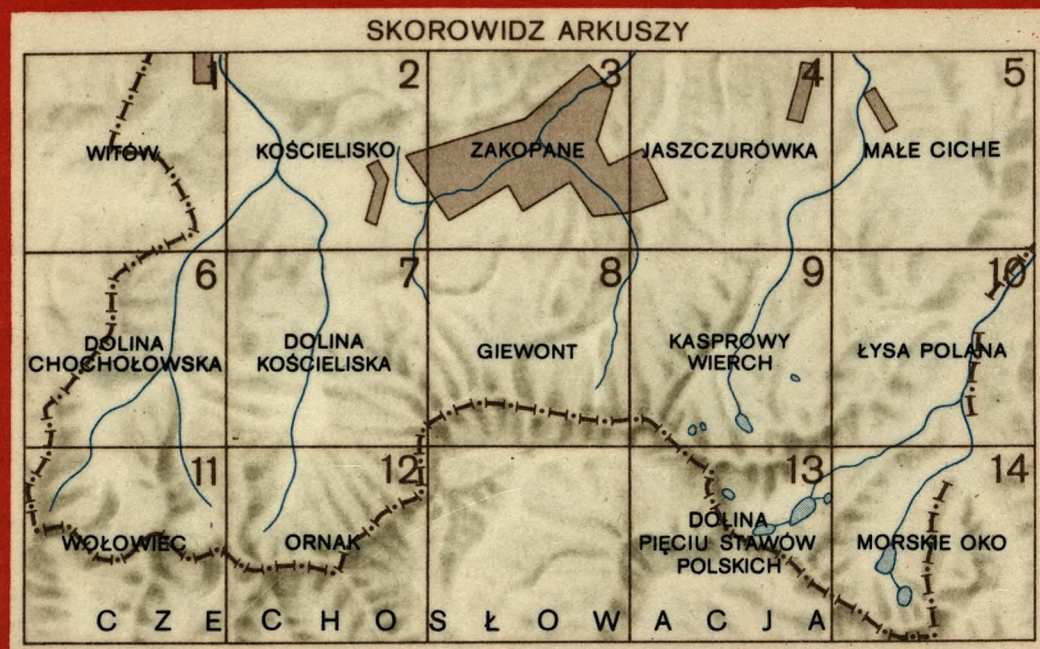 SKOROWIDZ ARKUSZY
1
2
3
4
5
WITÓW
KOŚCIELISKO
ZAKOPANE
JASZCZURÓWKA
MAŁE CICHE
6
7
8
9
10
DOLINA
CHOCHOŁOWSKA
DOLINA
KOŚCIELISKA
GIEWONT
KASPROWY
WIERCH
ŁYSA POLANA
11
12
13
14
WOŁOWIEC
ORNAK
DOLINA
PIĘCIU STAWÓW
POLSKICH
MORSKIE OKO
C Z E C H O S Ł O W A C J A